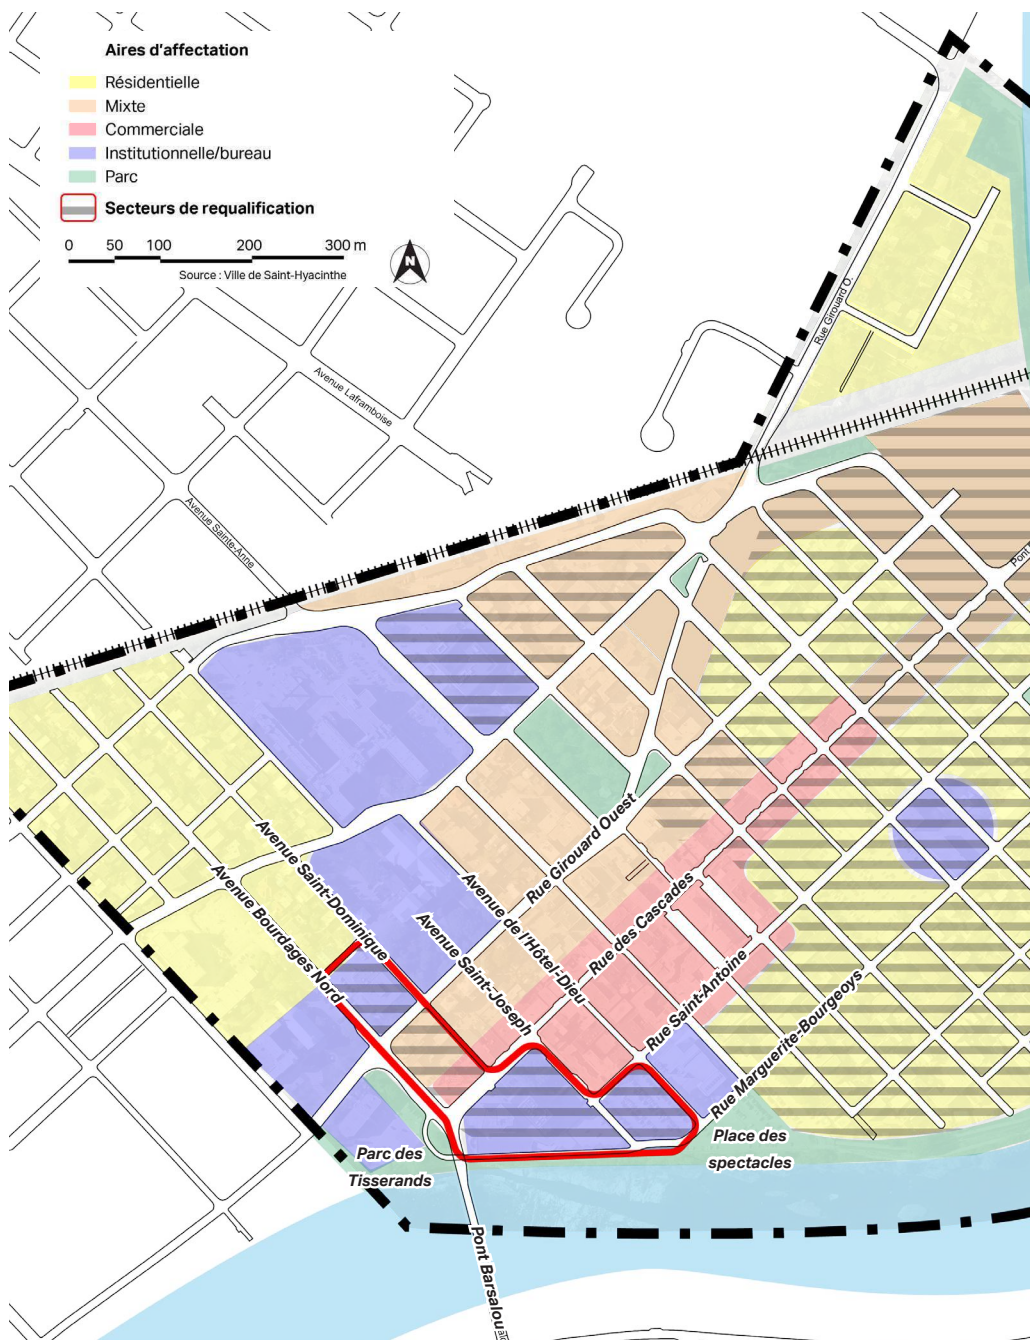 Aires d'affectation
Résidentielle
Mixte
Commerciale
Institutionnelle/bureau
Parc
Secteurs de requalification
0 50 100 200 300 m
Source : Ville de Saint-Hyacinthe
N
Rue Girouard O.
Avenue Laframboise
Avenue Sainte-Anne
Pont
Avenue Saint-Dominique
Avenue Bourdages Nord
Rue Girouard Ouest
Avenue de l'Hôtel-Dieu
Avenue Saint-Joseph
Rue des Cascades
Rue Saint-Antoine
Rue Marguerite-Bourgeoys
Place des
spectacles
Parc des
Tisserands
Pont Barsalou